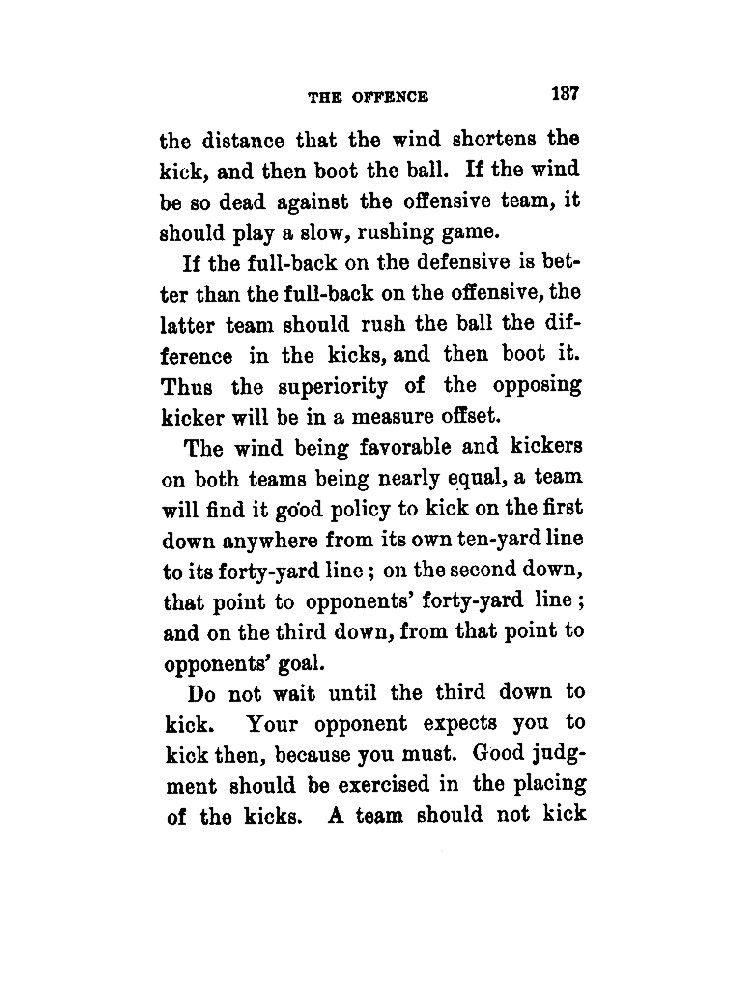 THE OFFENCE 187
the distance that the wind shortens the
kick, and then boot the ball. If the wind
be so dead against the offensive team, it
should play a slow, rushing game.
If the full-back on the defensive is bet-
ter than the full-back on the offensive, the
latter team should rush the ball the dif-
ference in the kicks, and then boot it.
Thus the superiority of the opposing
kicker will be in a measure offset.
The wind being favorable and kickers
on both teams being nearly equal, a team
will find it good policy to kick on the first
down anywhere from its own ten-yard line
to its forty-yard line; on the second down,
that point to opponents' forty-yard line;
and on the third down, from that point to
opponents' goal.
Do not wait until the third down to
kick. Your opponent expects you to
kick then, because you must. Good judg-
ment should be exercised in the placing
of the kicks. A team should not kick